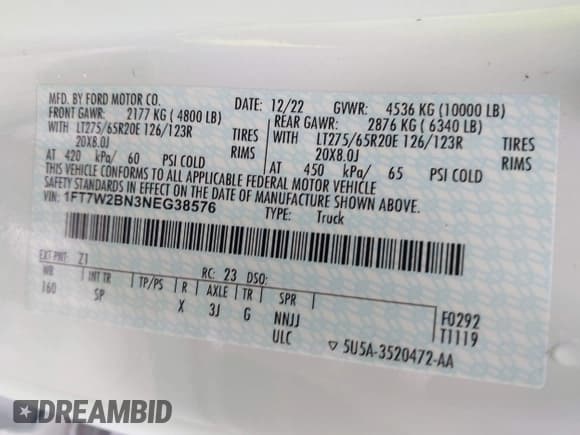 MFD. BY FORD MOTOR CO.
DATE: 12/22 GVWR: 4536 KG (10000 LB)
FRONT GAWR: 2177 KG ( 4800 LB) REAR GAWR: 2876 KG ( 6340 LB)
LT275/65R20E 126/123R TIRES LT275/65R20E 126/123R TIRES
20X8.0J RIMS 20X8.0J RIMS
AT 420 kPa/ 60 PSI COLD AT 450 kPa/ 65 PSI COLD
THIS VEHICLE CONFORMS TO ALL APPLICABLE FEDERAL MOTOR VEHICLE
SAFETY STANDARDS IN EFFECT ON THE DATE OF MANUFACTURE SHOWN ABOVE.
VIN: 1FT7W2BN3NEG38576 TYPE: Truck
EXT PNT: Z1 RC: 23 DSO:
WB INT TR TP/PS R AXLE TR SPR
160 SP X 3J G NNJJ F0292
ULC T1119
▽ 5U5A-3520472-AA
DREAMBID